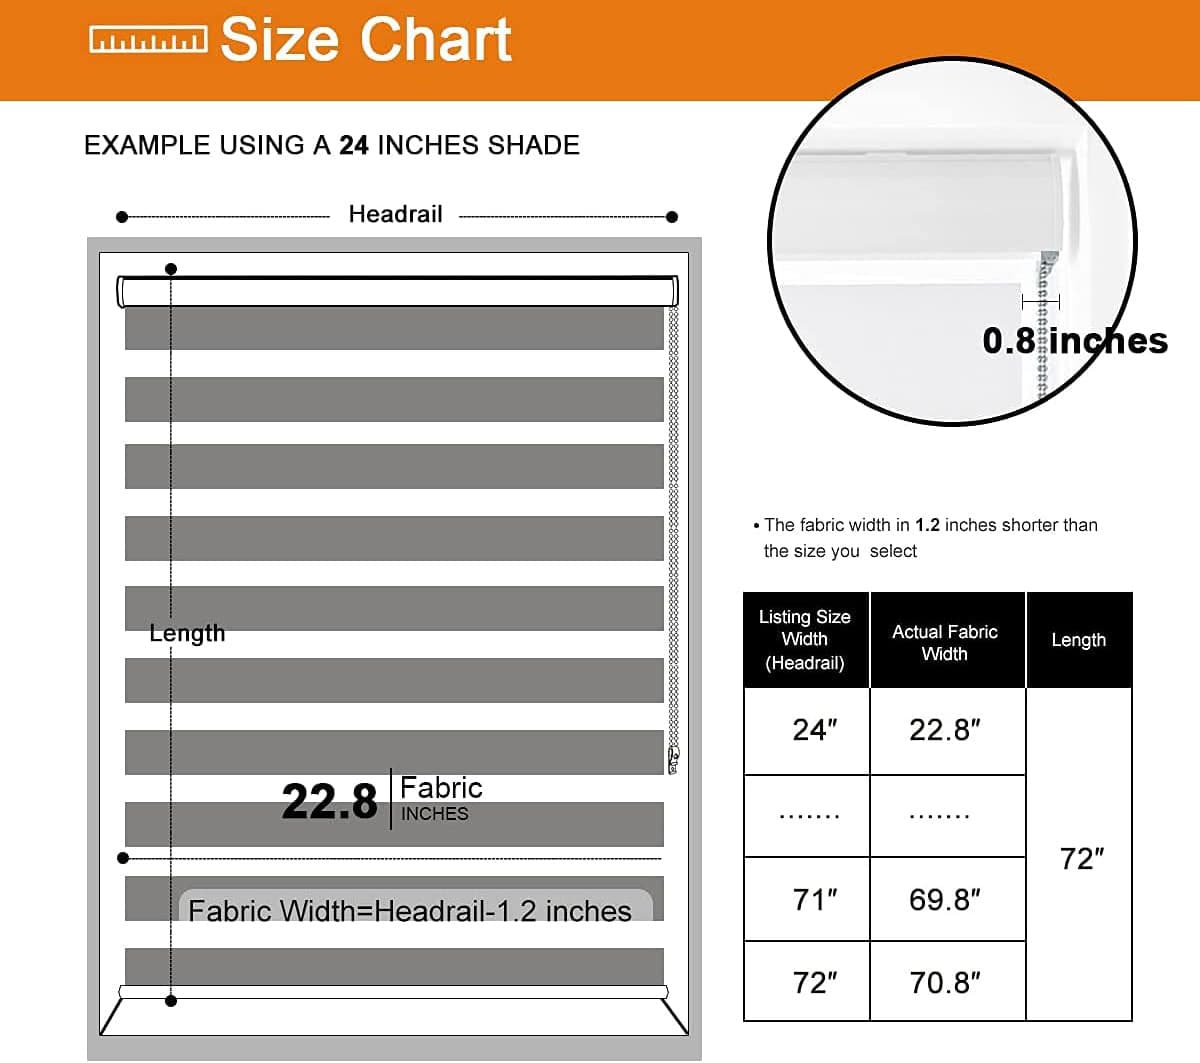 Size Chart
EXAMPLE USING A 24 INCHES SHADE
Headrail
Length
22.8 Fabric
INCHES
Fabric Width=Headrail-1.2 inches
0.8 inches
• The fabric width in 1.2 inches shorter than
the size you select
Listing Size
Width
(Headrail)
Actual Fabric
Width
Length
24" 22.8"
....... .......
71" 69.8"
72" 70.8"
72"